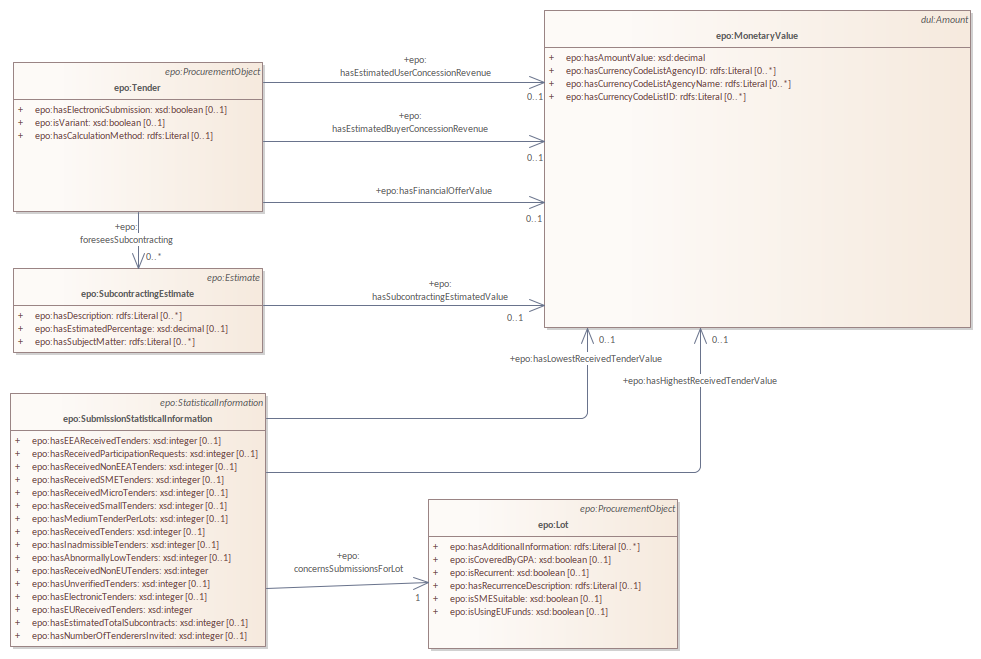 dul:Amount
epo:MonetaryValue
+ epo:hasAmountValue: xsd:decimal
+ epo:hasCurrencyCodeListAgencyID: rdfs:Literal [0..*]
+ epo:hasCurrencyCodeListAgencyName: rdfs:Literal [0..*]
+ epo:hasCurrencyCodeListID: rdfs:Literal [0..*]
epo:ProcurementObject
epo:Tender
+ epo:hasElectronicSubmission: xsd:boolean [0..1]
+ epo:isVariant: xsd:boolean [0..1]
+ epo:hasCalculationMethod: rdfs:Literal [0..1]
+epo:
hasEstimatedUserConcessionRevenue
0..1
+epo:
hasEstimatedBuyerConcessionRevenue
0..1
+epo:hasFinancialOfferValue
0..1
+epo:
foreseesSubcontracting
0..*
epo:Estimate
epo:SubcontractingEstimate
+ epo:hasDescription: rdfs:Literal [0..*]
+ epo:hasEstimatedPercentage: xsd:decimal [0..1]
+ epo:hasSubjectMatter: rdfs:Literal [0..*]
+epo:
hasSubcontractingEstimatedValue
0..1
0..1
+epo:hasLowestReceivedTenderValue
0..1
+epo:hasHighestReceivedTenderValue
epo:StatisticalInformation
epo:SubmissionStatisticalInformation
+ epo:hasEEAReceivedTenders: xsd:integer [0..1]
+ epo:hasReceivedParticipationRequests: xsd:integer [0..1]
+ epo:hasReceivedNonEEATenders: xsd:integer [0..1]
+ epo:hasReceivedSMETenders: xsd:integer [0..1]
+ epo:hasReceivedMicroTenders: xsd:integer [0..1]
+ epo:hasReceivedSmallTenders: xsd:integer [0..1]
+ epo:hasMediumTenderPerLots: xsd:integer [0..1]
+ epo:hasReceivedTenders: xsd:integer [0..1]
+ epo:hasInadmissibleTenders: xsd:integer [0..1]
+ epo:hasAbnormallyLowTenders: xsd:integer [0..1]
+ epo:hasReceivedNonEUTenders: xsd:integer
+ epo:hasUnverifiedTenders: xsd:integer [0..1]
+ epo:hasElectronicTenders: xsd:integer [0..1]
+ epo:hasEUReceivedTenders: xsd:integer
+ epo:hasEstimatedTotalSubcontracts: xsd:integer [0..1]
+ epo:hasNumberOfTenderersInvited: xsd:integer [0..1]
+epo:
concernsSubmissionsForLot
1
epo:ProcurementObject
epo:Lot
+ epo:hasAdditionalInformation: rdfs:Literal [0..*]
+ epo:isCoveredByGPA: xsd:boolean [0..1]
+ epo:isRecurrent: xsd:boolean [0..1]
+ epo:hasRecurrenceDescription: rdfs:Literal [0..1]
+ epo:isSMESuitable: xsd:boolean [0..1]
+ epo:isUsingEUFunds: xsd:boolean [0..1]